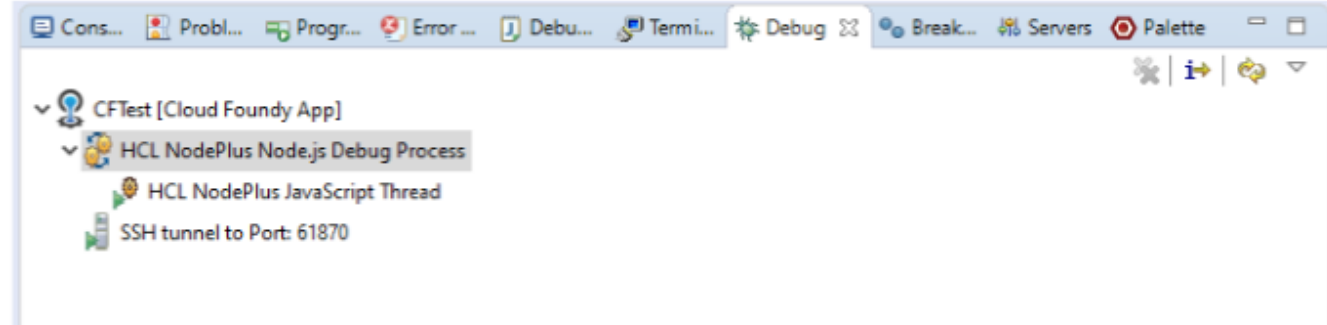 Cons... Probl... Progr... Error ... Debu... Termi... Debug Break... Servers Palette
CFTest [Cloud Foundy App]
HCL NodePlus Node.js Debug Process
HCL NodePlus JavaScript Thread
SSH tunnel to Port: 61870